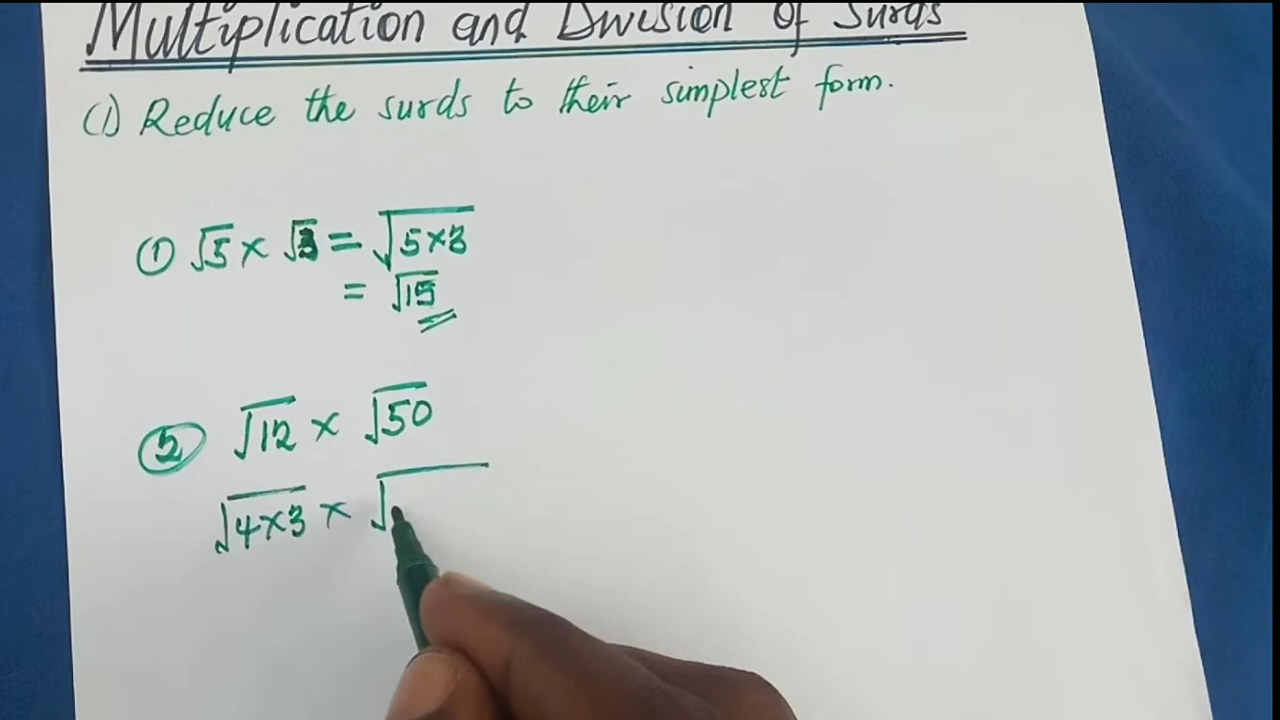 Multiplication and Division of Surds
(1) Reduce the surds to their simplest form.
① √5 × √3 = √5×3
= √15
② √12 × √50
√4×3 × √